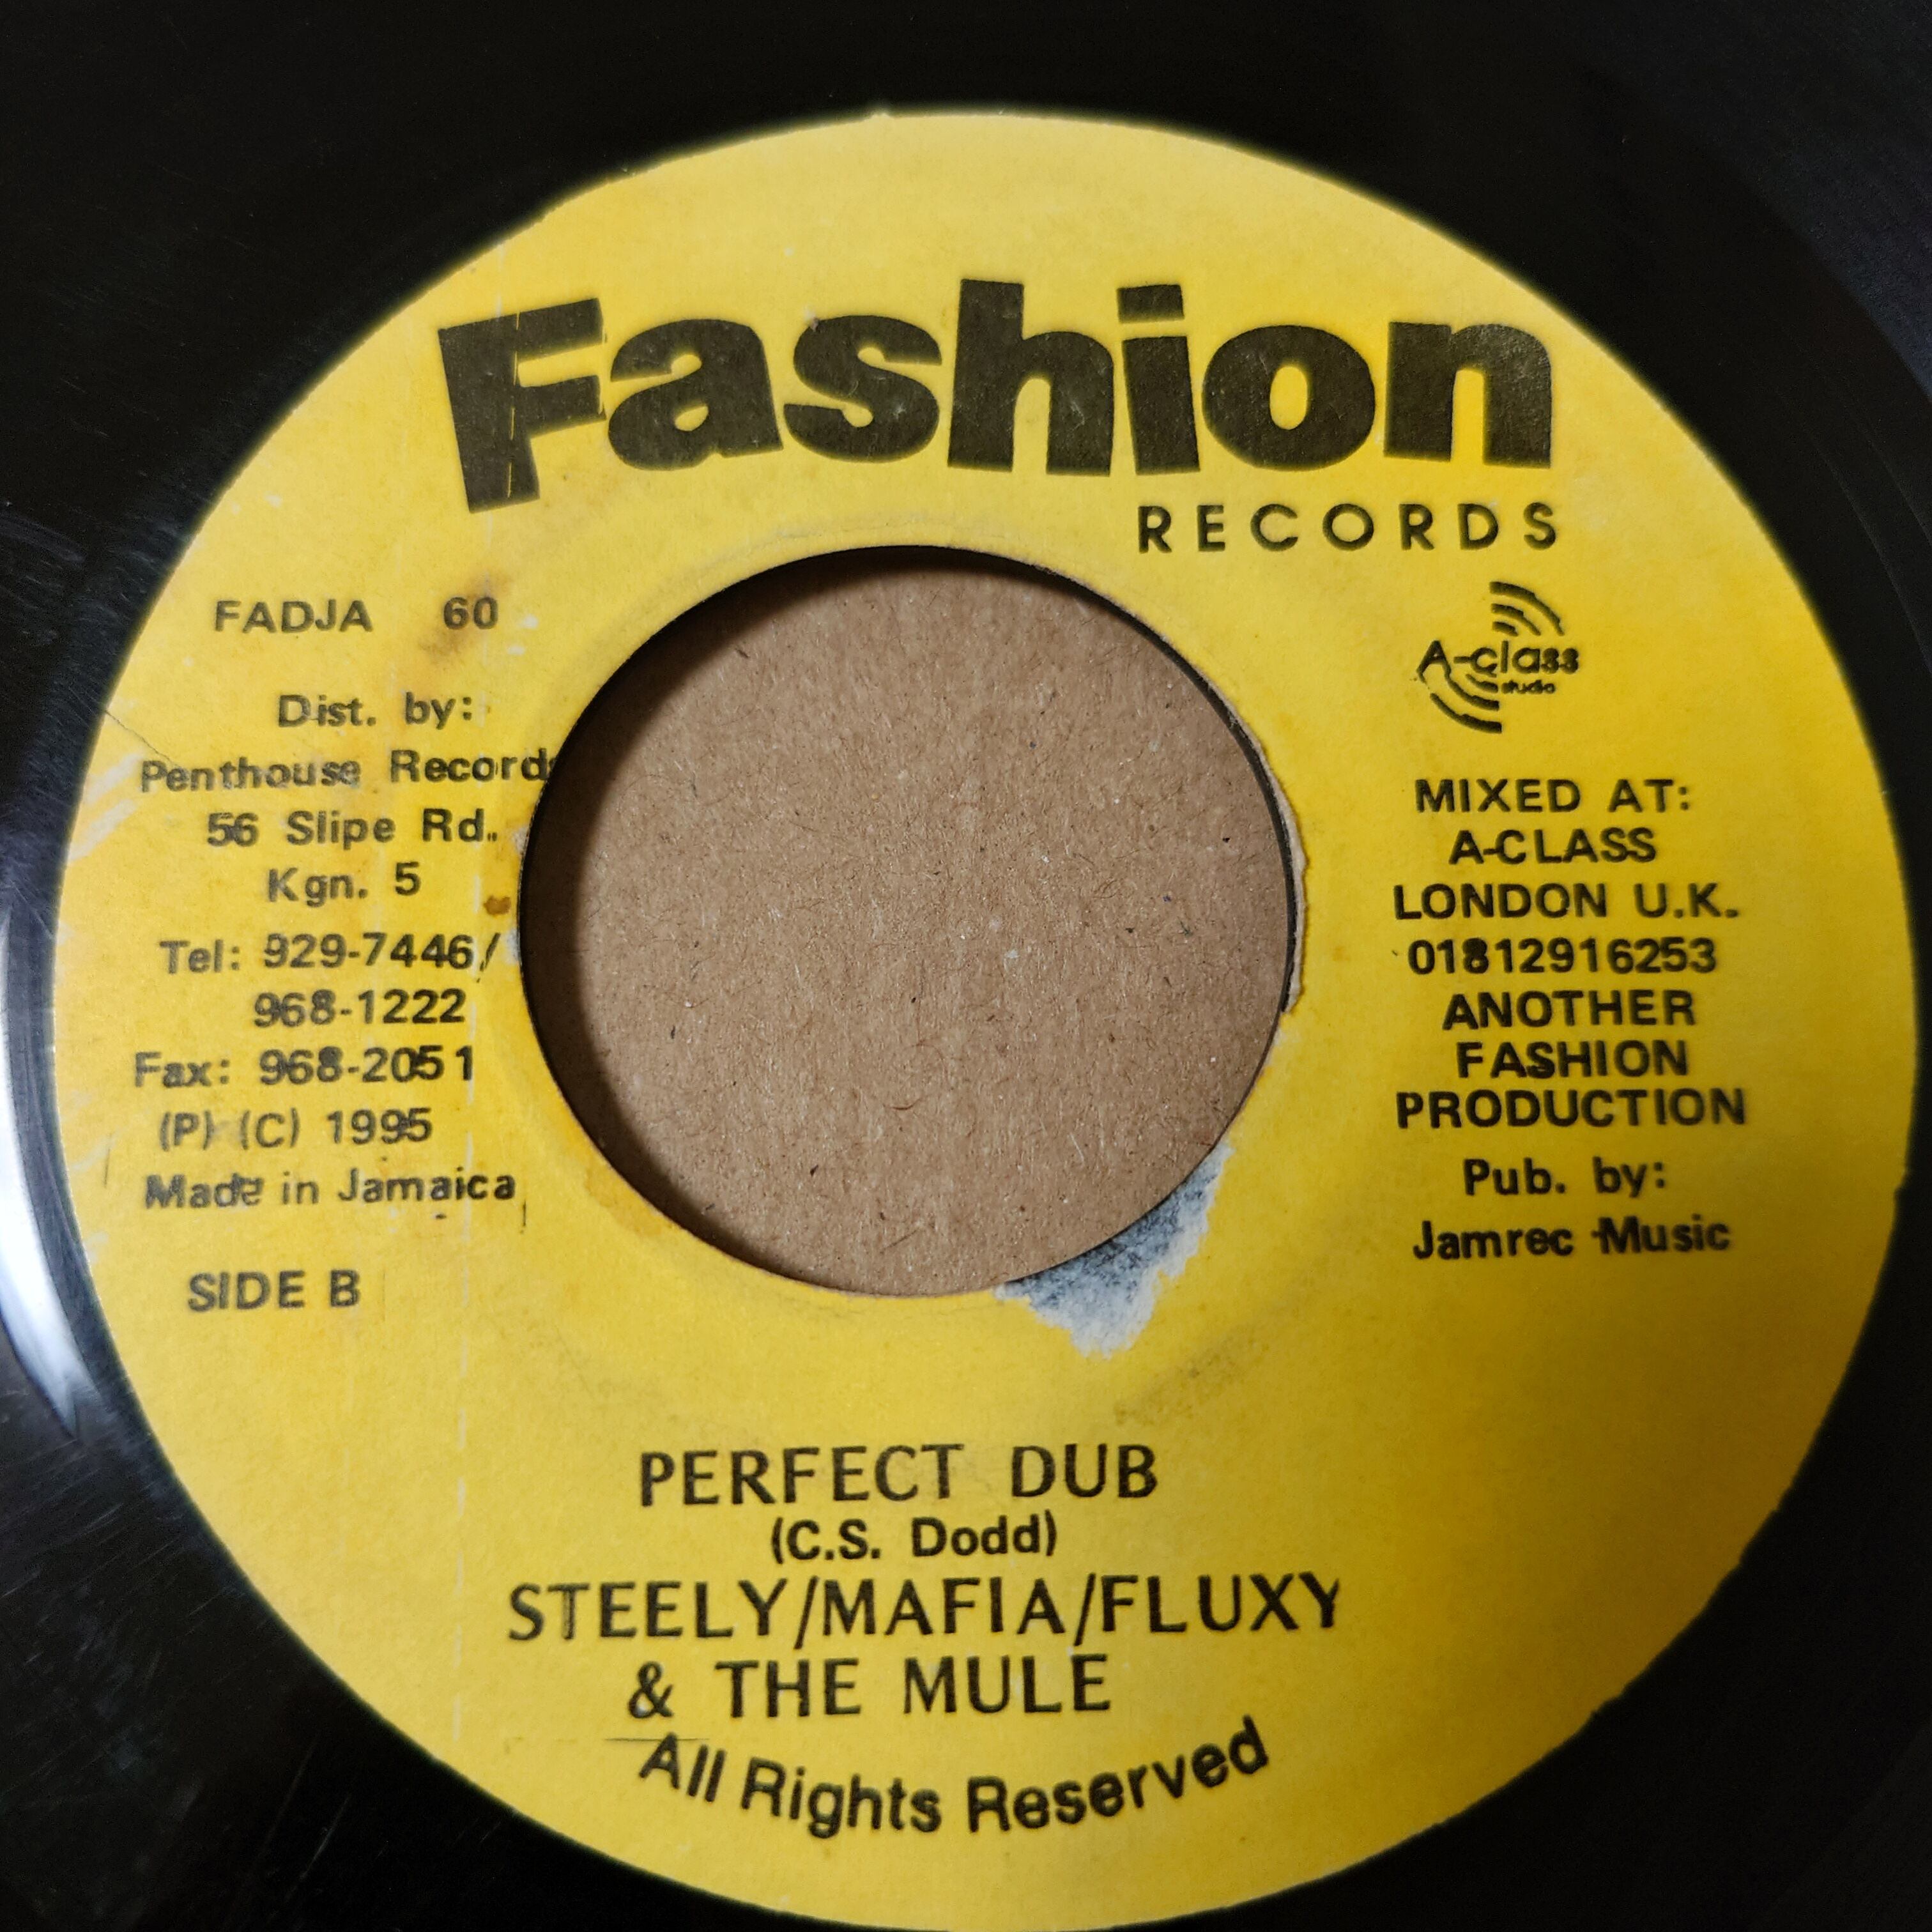 Fashion
RECORDS
FADJA 60
Dist. by:
Penthouse Records
56 Slipe Rd.
Kgn. 5
Tel: 929-7446/
968-1222
Fax: 968-2051
(P) (C) 1995
Made in Jamaica
SIDE B
A-class
studio
MIXED AT:
A-CLASS
LONDON U.K.
01812916253
ANOTHER
FASHION
PRODUCTION
Pub. by:
Jamrec Music
PERFECT DUB
(C.S. Dodd)
STEELY/MAFIA/FLUXY
& THE MULE
All Rights Reserved